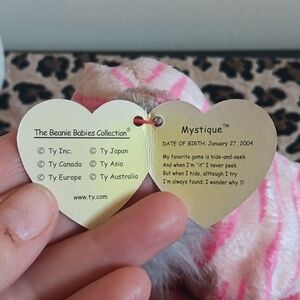 The Beanie Babies Collection®
© Ty Inc.
© Ty Canada
© Ty Europe
© Ty Japan
© Ty Asia
© Ty Australia
www.ty.com
Mystique™
DATE OF BIRTH: January 27, 2004
My favorite game is hide-and-seek
And when I'm "it" I never peek
But when I hide, although I try
I'm always found; I wonder why ?!